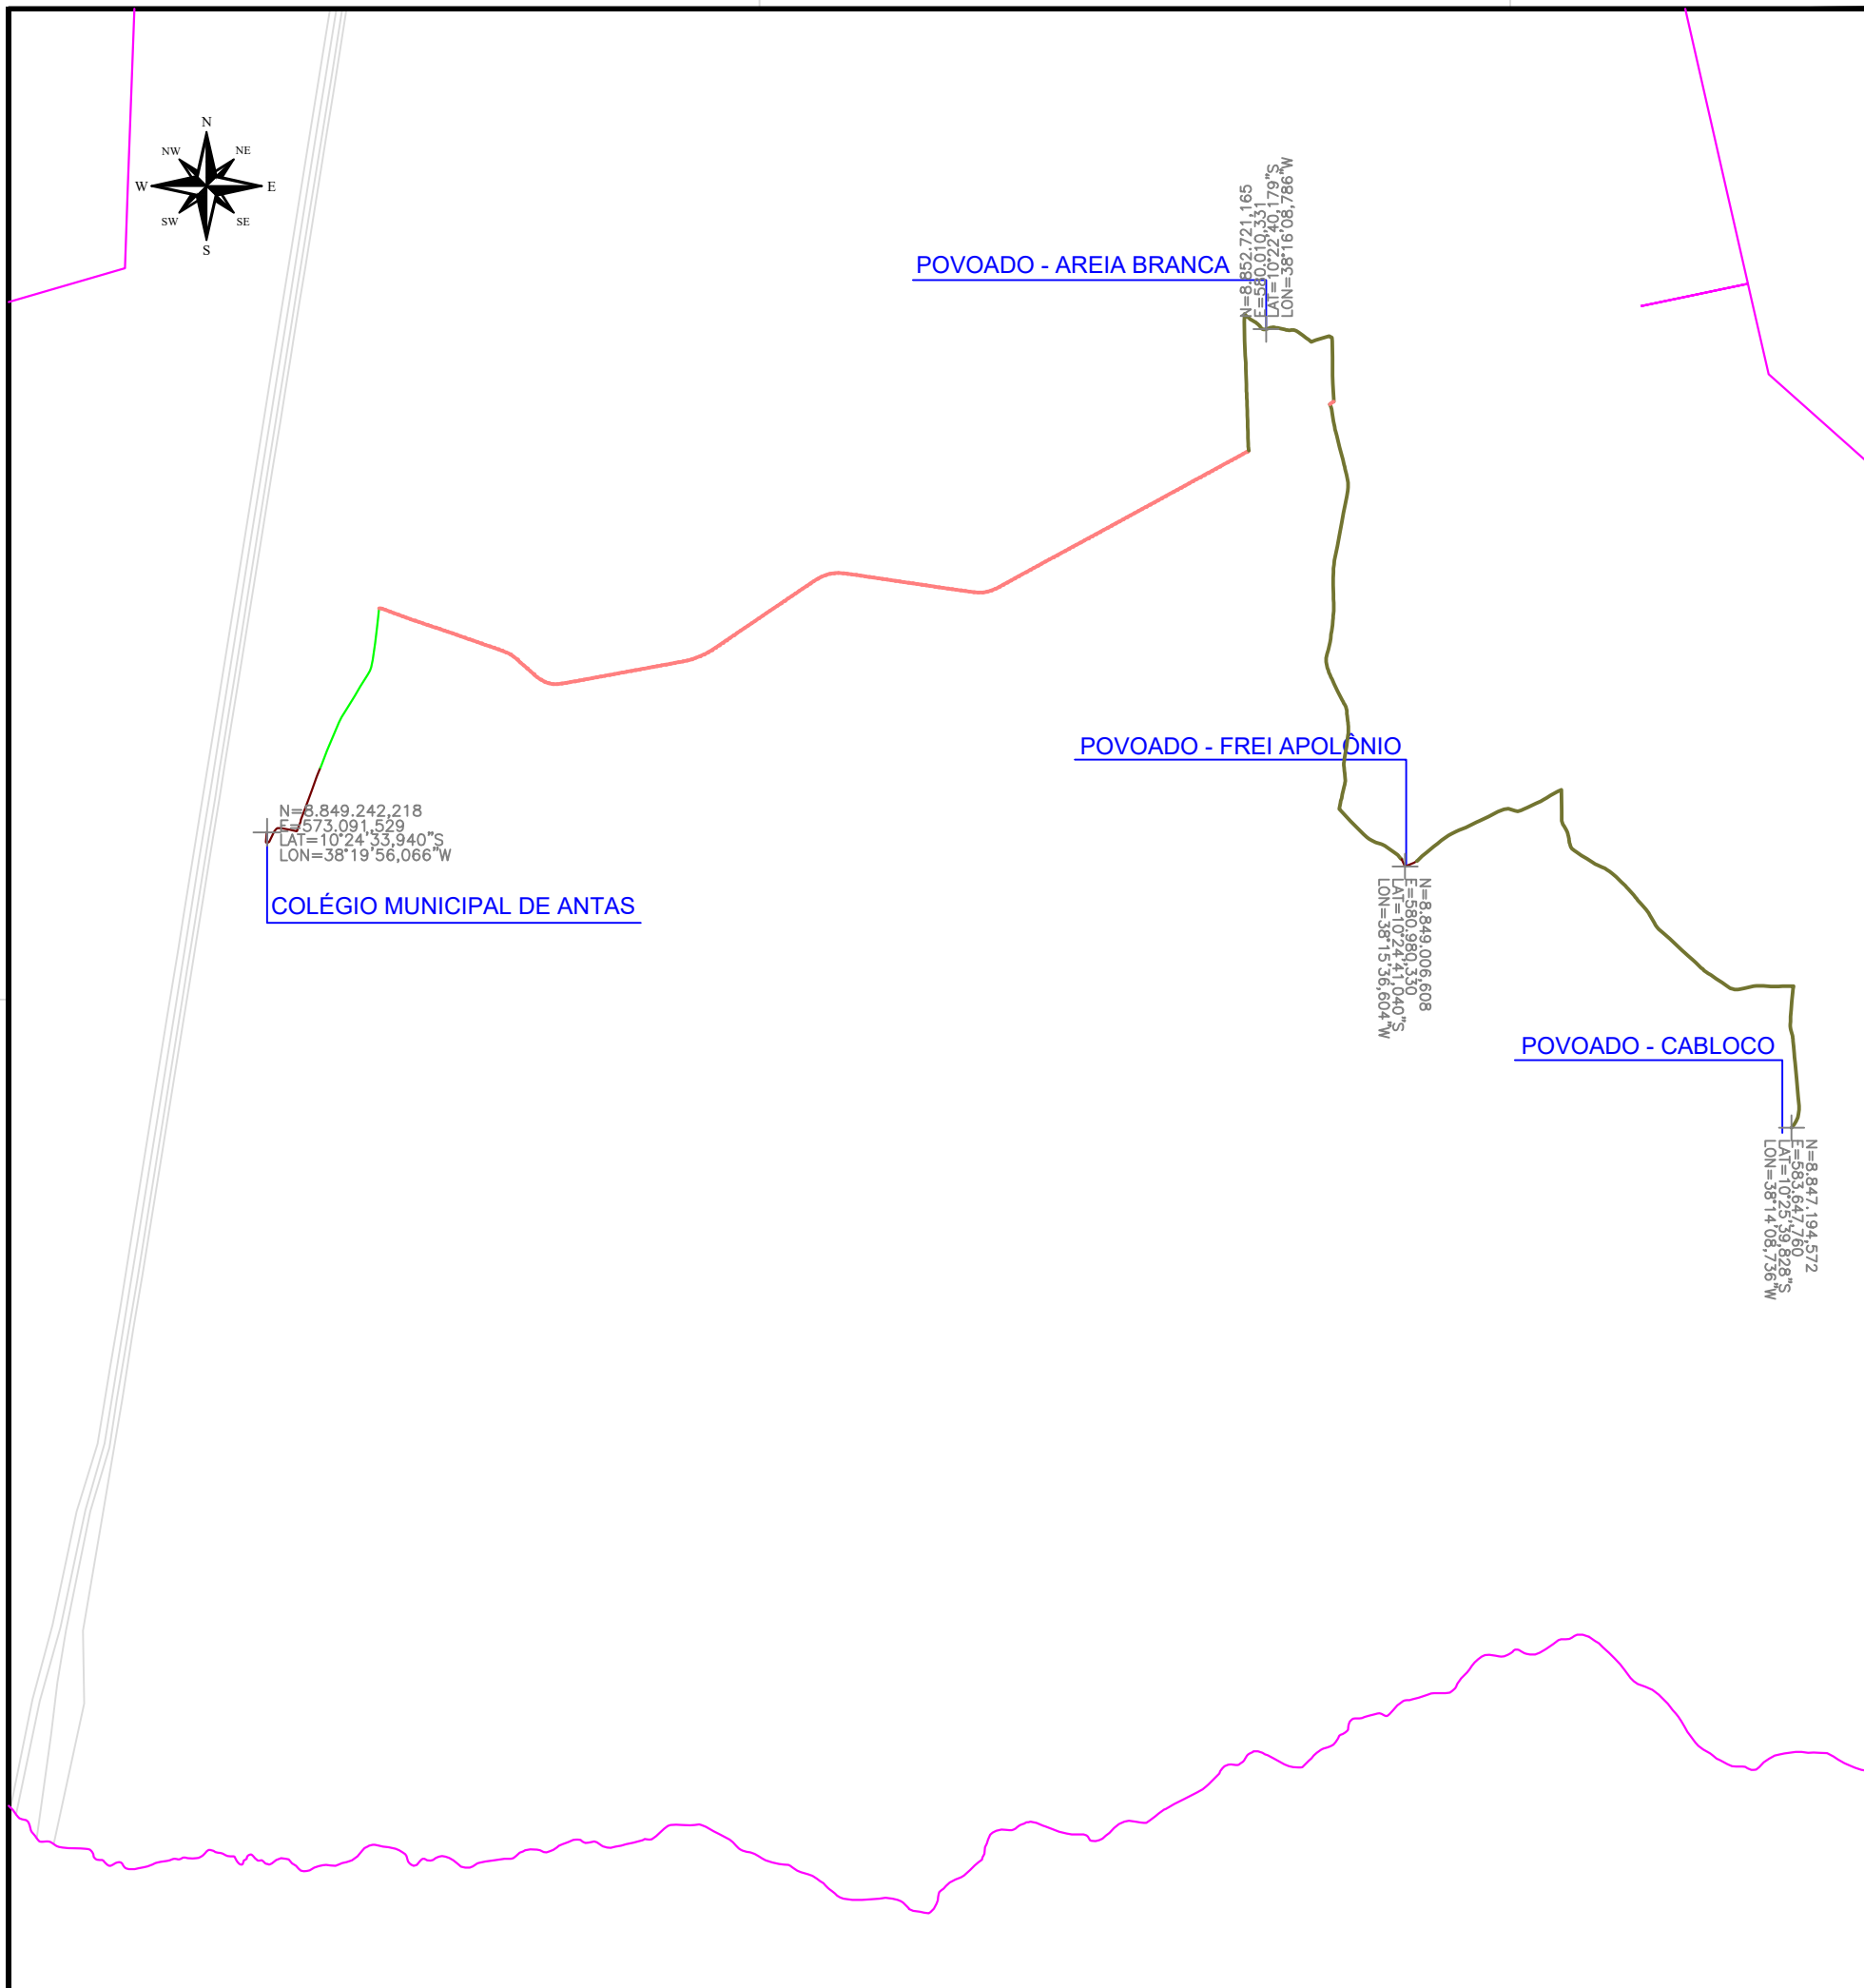 N
NW
NE
W
E
SW
SE
S
N=8.852.721,165
E=580.010,331
LAT=10°22'40,179"S
LON=38°16'08,786"W
POVOADO - AREIA BRANCA
POVOADO - FREI APOLÔNIO
N=8.849.242,218
E=573.091,529
LAT=10°24'33,940"S
LON=38°19'56,066"W
COLÉGIO MUNICIPAL DE ANTAS
N=8.849.006,608
E=580.980,330
LAT=10°24'41,040"S
LON=38°15'36,604"W
POVOADO - CABLOCO
N=8.847.194,572
E=583.647,760
LAT=10°25'39,828"S
LON=38°14'08,736"W